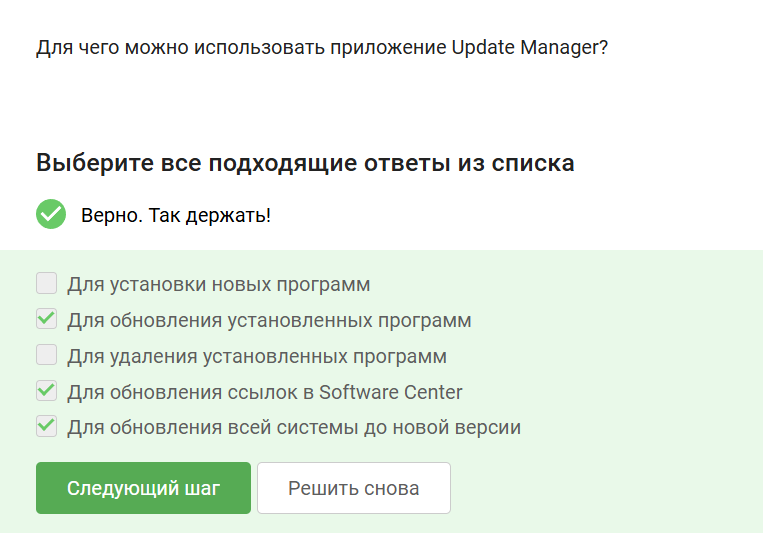 Для чего можно использовать приложение Update Manager?
Выберите все подходящие ответы из списка
Верно. Так держать!
Для установки новых программ
Для обновления установленных программ
Для удаления установленных программ
Для обновления ссылок в Software Center
Для обновления всей системы до новой версии
Следующий шаг
Решить снова